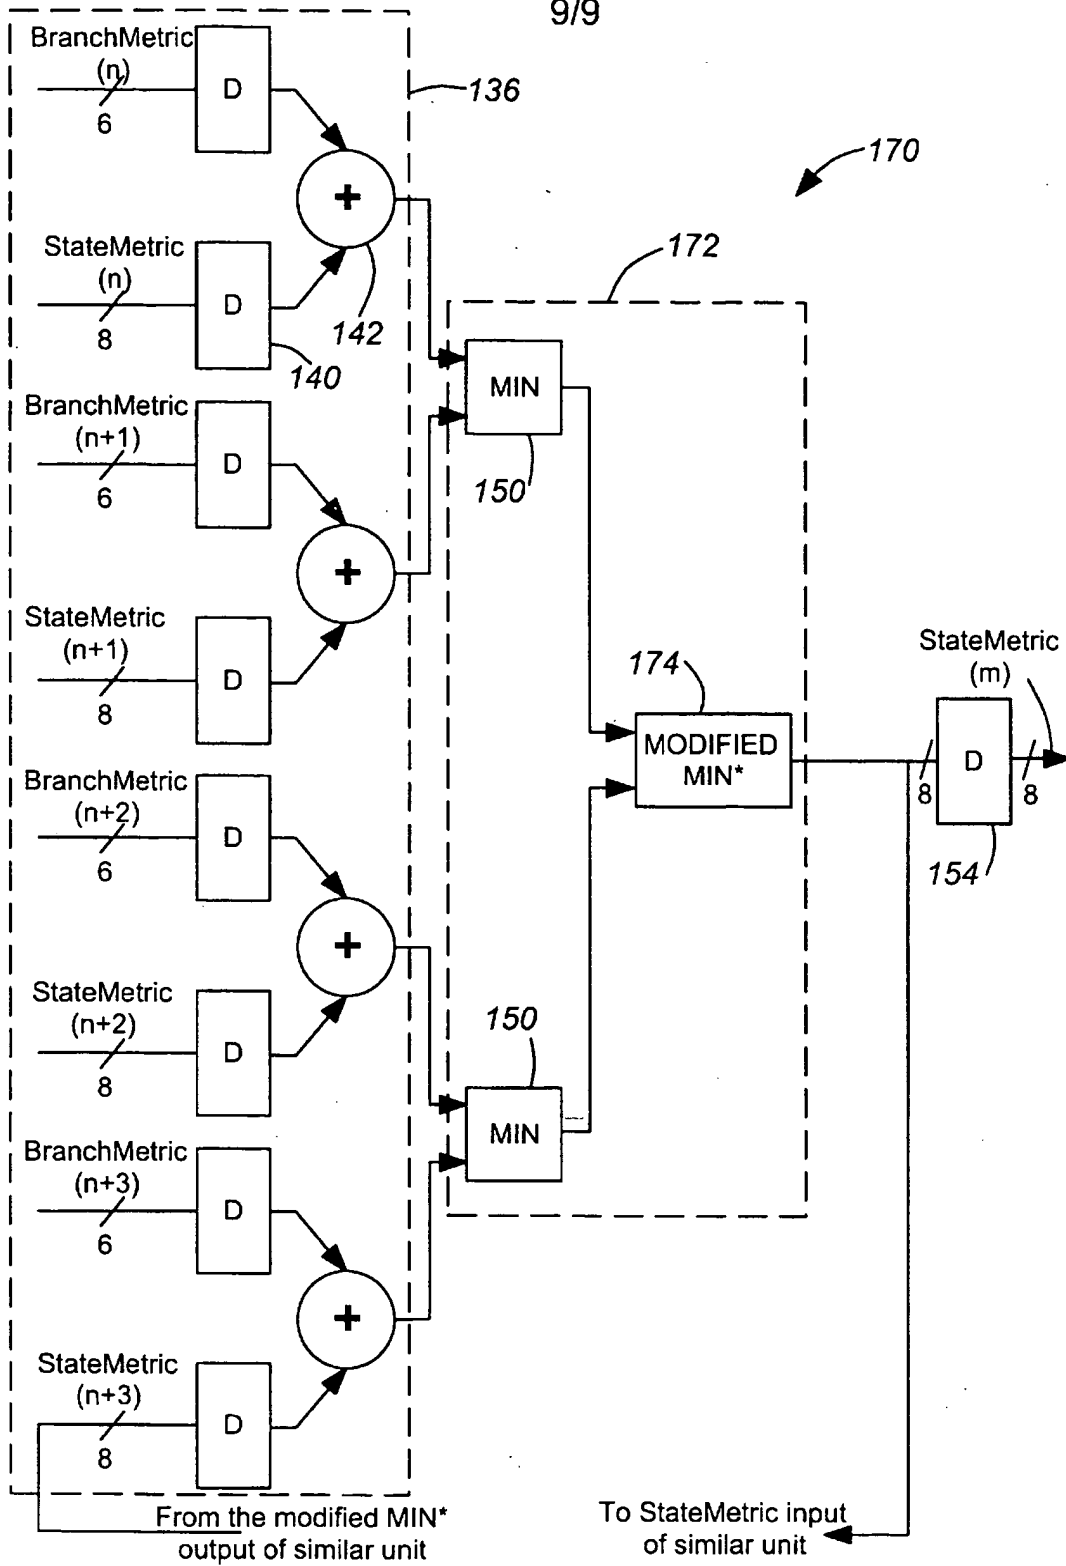 9/9
BranchMetric
(n)
6
D
136
+
170
StateMetric
(n)
8
D
140
142
172
BranchMetric
(n+1)
6
D
MIN
150
+
StateMetric
(n+1)
8
D
174
MODIFIED
MIN*
StateMetric
(m)
8
D
8
154
BranchMetric
(n+2)
6
D
+
StateMetric
(n+2)
8
D
150
MIN
BranchMetric
(n+3)
6
D
+
StateMetric
(n+3)
8
D
From the modified MIN*
output of similar unit
To StateMetric input
of similar unit